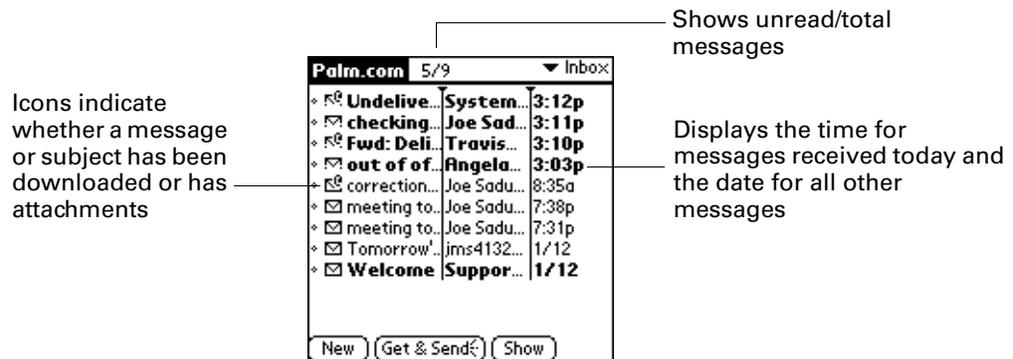 Shows unread/total
messages
Palm.com 5/9 Inbox
Icons indicate
whether a message
or subject has been
downloaded or has
attachments
Undelive... System... 3:12p
checking... Joe Sad... 3:11p
Fwd: Deli... Travis... 3:10p
out of of... Angela... 3:03p
correction... Joe Sadu... 8:35a
meeting to... Joe Sadu... 7:38p
meeting to... Joe Sadu... 7:31p
Tomorrow'... jms4132... 1/12
Welcome Suppor... 1/12
Displays the time for
messages received today and
the date for all other
messages
New Get & Send Show